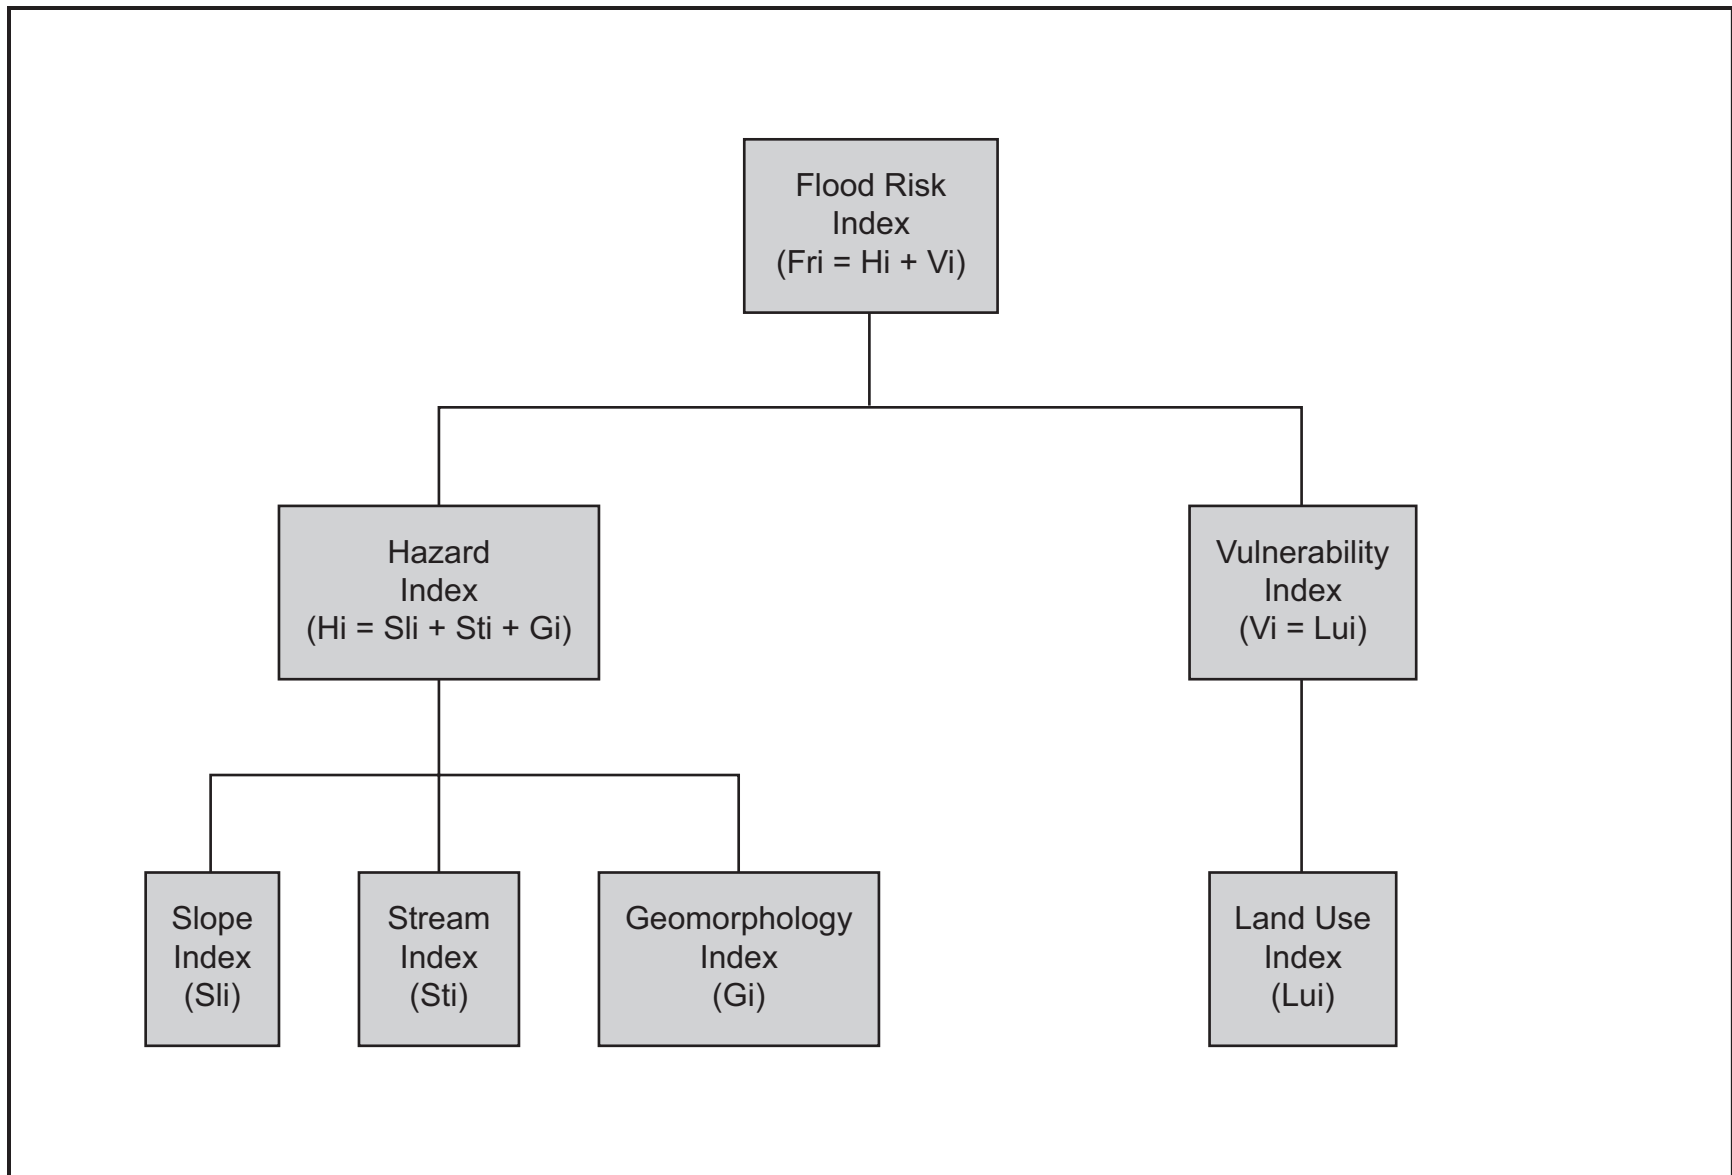 Flood Risk
Index
(Fri = Hi + Vi)
Hazard
Index
(Hi = Sli + Sti + Gi)
Vulnerability
Index
(Vi = Lui)
Slope
Index
(Sli)
Stream
Index
(Sti)
Geomorphology
Index
(Gi)
Land Use
Index
(Lui)